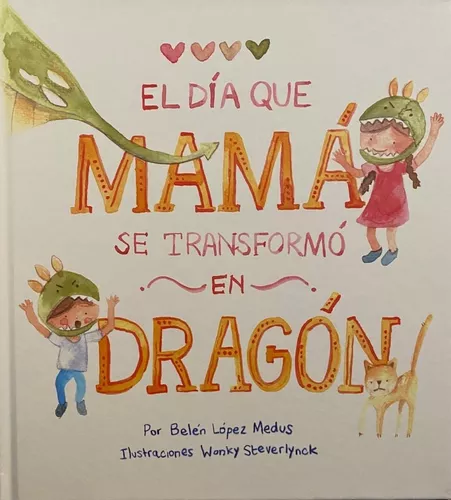 EL DÍA QUE
MAMÁ
SE TRANSFORMÓ
EN
DRAGÓN
Por Belén López Medus
Ilustraciones Wonky Steverlynck